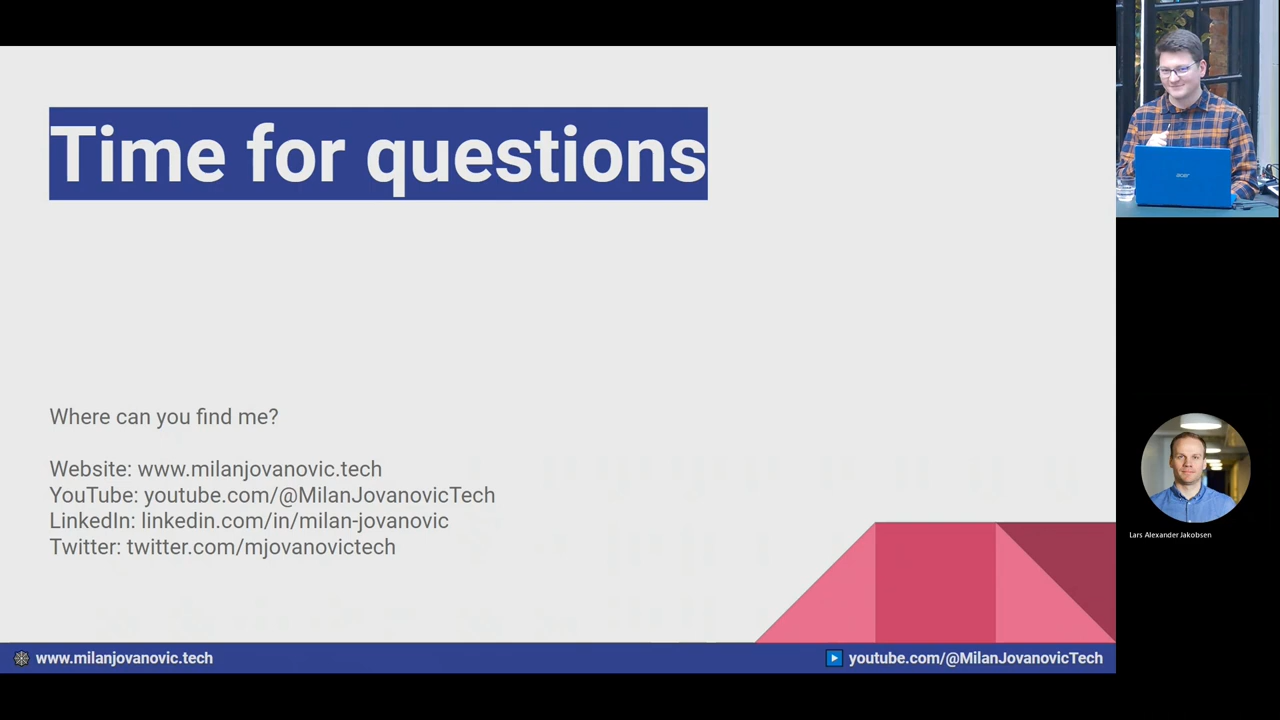 Time for questions
Where can you find me?
Website: www.milanjovanovic.tech
YouTube: youtube.com/@MilanJovanovicTech
LinkedIn: linkedin.com/in/milan-jovanovic
Twitter: twitter.com/mjovanovictech
www.milanjovanovic.tech
youtube.com/@MilanJovanovicTech
acer
Lars Alexander Jakobsen